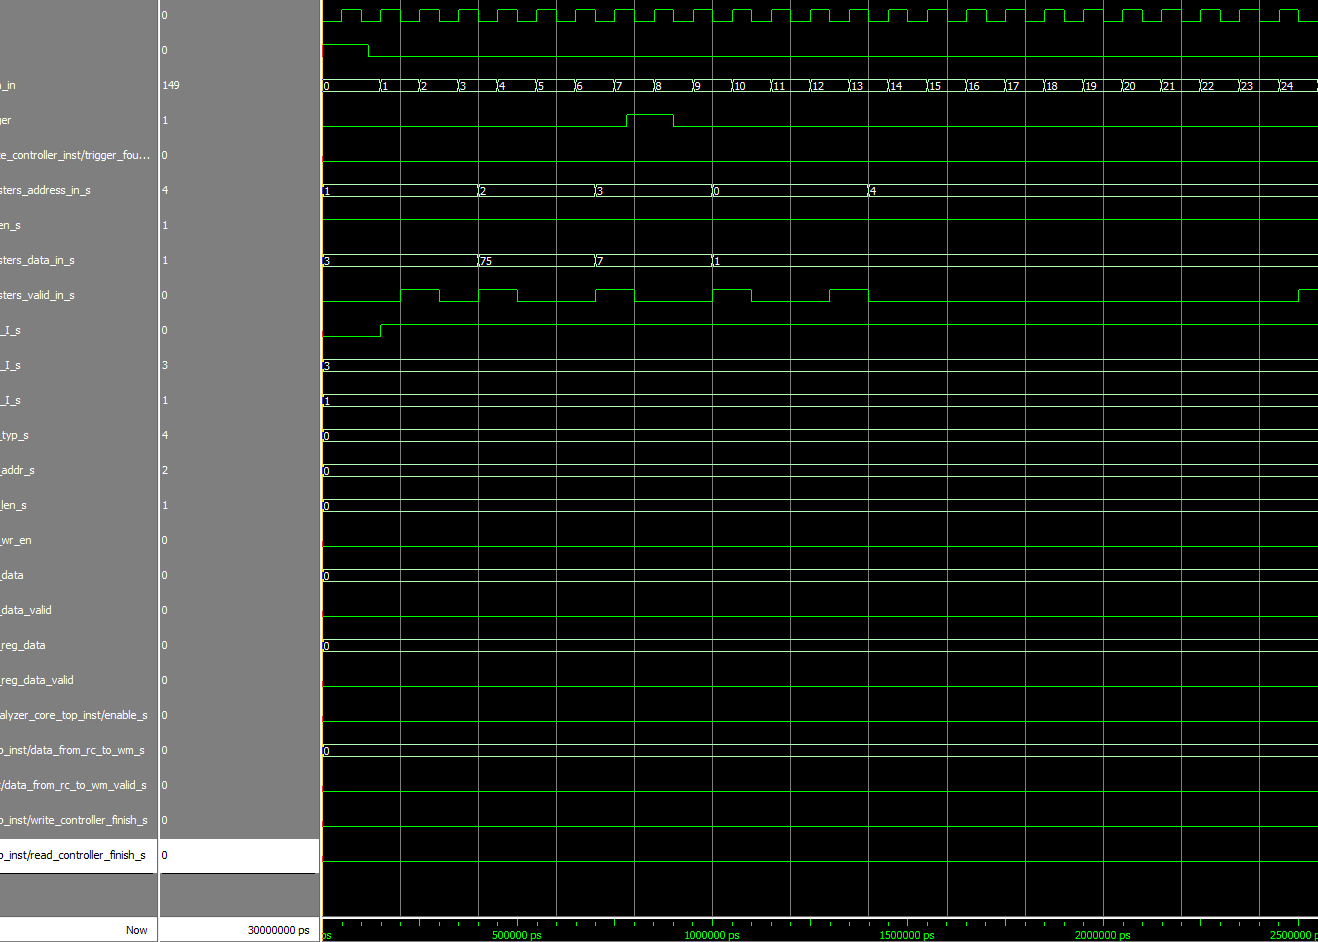 0
0
_in 149 0 1 2 3 4 5 6 7 8 9 10 11 12 13 14 15 16 17 18 19 20 21 22 23 24
ger 1
te_controller_inst/trigger_fou... 0
sters_address_in_s 4 1 2 3 0 4
en_s 1
sters_data_in_s 1 3 75 7 1
sters_valid_in_s 0
_I_s 0
_I_s 3 3
_I_s 1 1
_typ_s 4 0
_addr_s 2 0
_len_s 1 0
_wr_en 0
_data 0 0
_data_valid 0
_reg_data 0 0
_reg_data_valid 0
alyzer_core_top_inst/enable_s 0
p_inst/data_from_rc_to_wm_s 0 0
/data_from_rc_to_wm_valid_s 0
p_inst/write_controller_finish_s 0
p_inst/read_controller_finish_s 0
Now 30000000 ps ps 500000 ps 1000000 ps 1500000 ps 2000000 ps 2500000 p